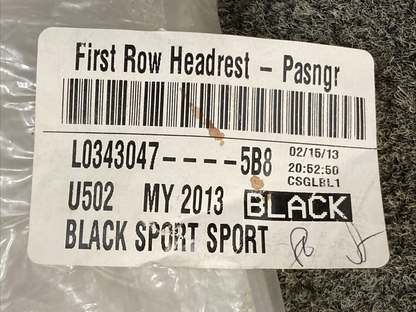 First Row Headrest - Pasngr
L0343047----5B8
02/15/13
20:52:50
CSGLBL1
U502 MY 2013 BLACK
BLACK SPORT SPORT